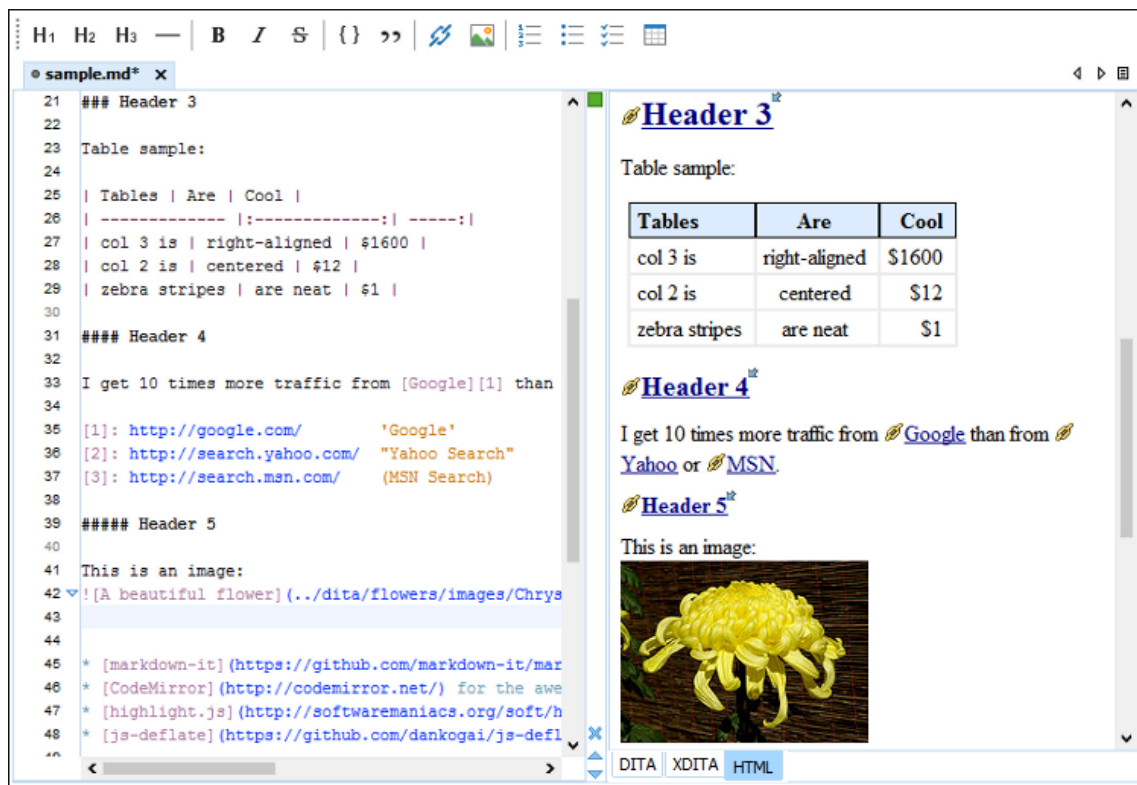 H1 H2 H3 — B I S {} ,,
sample.md* x
21 ### Header 3
22
23 Table sample:
24
25 | Tables | Are | Cool |
26 | ------------- |:-------------:| -----:|
27 | col 3 is | right-aligned | $1600 |
28 | col 2 is | centered | $12 |
29 | zebra stripes | are neat | $1 |
30
31 #### Header 4
32
33 I get 10 times more traffic from [Google][1] than
34
35 [1]: http://google.com/ 'Google'
36 [2]: http://search.yahoo.com/ "Yahoo Search"
37 [3]: http://search.msn.com/ (MSN Search)
38
39 ##### Header 5
40
41 This is an image:
42 ![A beautiful flower](../dita/flowers/images/Chrys
43
44
45 * [markdown-it](https://github.com/markdown-it/mar
46 * [CodeMirror](http://codemirror.net/) for the awe
47 * [highlight.js](http://softwaremaniacs.org/soft/h
48 * [js-deflate](https://github.com/dankogai/js-defl
Header 3
Table sample:
Tables Are Cool
col 3 is right-aligned $1600
col 2 is centered $12
zebra stripes are neat $1
Header 4
I get 10 times more traffic from Google than from
Yahoo or MSN.
Header 5
This is an image:
DITA XDITA HTML